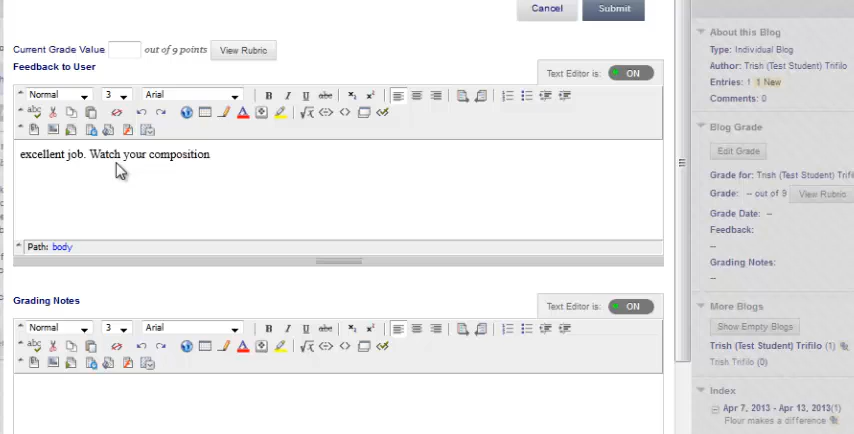 Cancel Submit
Current Grade Value out of 9 points View Rubric
Feedback to User
Text Editor is: ON
Normal 3 Arial B I U abc
abc
excellent job. Watch your composition
Path: body
Grading Notes
Text Editor is: ON
Normal 3 Arial B I U abc
abc
About this Blog
Type: Individual Blog
Author: Trish (Test Student) Trifilo
Entries: 1 1 New
Comments: 0
Blog Grade
Edit Grade
Grade for: Trish (Test Student) Trifil
Grade: -- out of 9 View Rubric
Grade Date: --
Feedback:
--
Grading Notes:
--
More Blogs
Show Empty Blogs
Trish (Test Student) Trifilo (1)
Trish Trifilo (0)
Index
Apr 7, 2013 - Apr 13, 2013(1)
Flour makes a difference